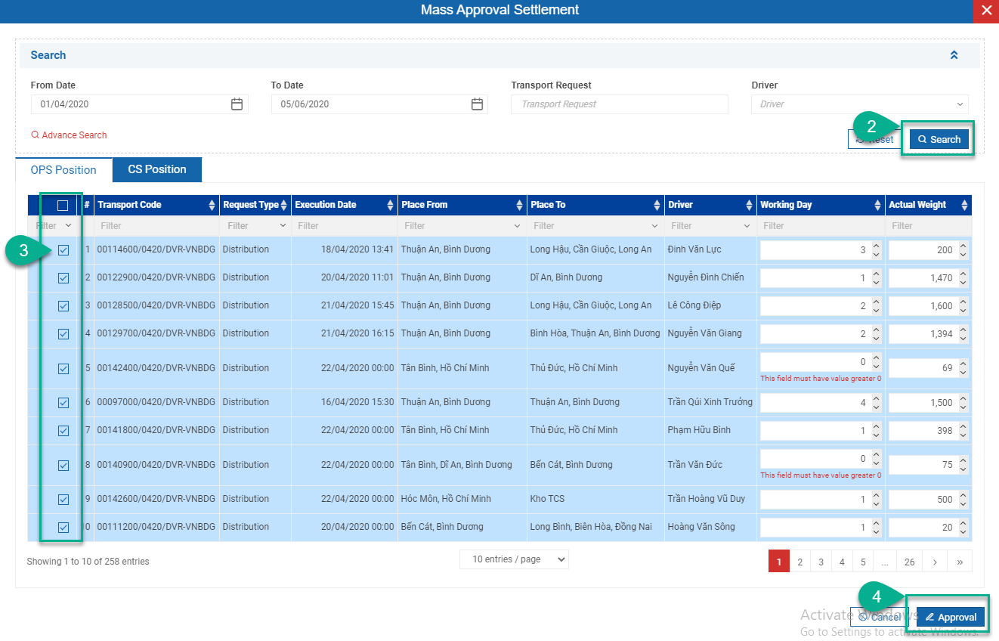 Mass Approval Settlement
Search
From Date To Date Transport Request Driver
01/04/2020 05/06/2020 Transport Request Driver
Advance Search
2
Reset Search
OPS Position CS Position
# Transport Code Request Type Execution Date Place From Place To Driver Working Day Actual Weight
Filter Filter Filter Filter Filter Filter Filter Filter Filter
3
1 00114600/0420/DVR-VNBDG Distribution 18/04/2020 13:41 Thuận An, Bình Dương Long Hậu, Cần Giuộc, Long An Đinh Văn Lực 3 200
2 00122900/0420/DVR-VNBDG Distribution 20/04/2020 11:01 Thuận An, Bình Dương Dĩ An, Bình Dương Nguyễn Đình Chiến 1 1,470
3 00128500/0420/DVR-VNBDG Distribution 21/04/2020 15:45 Thuận An, Bình Dương Long Hậu, Cần Giuộc, Long An Lê Công Điệp 2 1,600
4 00129700/0420/DVR-VNBDG Distribution 21/04/2020 16:15 Thuận An, Bình Dương Bình Hòa, Thuận An, Bình Dương Nguyễn Văn Giang 2 1,394
5 00142400/0420/DVR-VNBDG Distribution 22/04/2020 00:00 Tân Bình, Hồ Chí Minh Thủ Đức, Hồ Chí Minh Nguyễn Văn Quế 0 69
This field must have value greater 0
6 00097000/0420/DVR-VNBDG Distribution 16/04/2020 15:30 Thuận An, Bình Dương Thuận An, Bình Dương Trần Qúi Xinh Trưởng 4 1,500
7 00141800/0420/DVR-VNBDG Distribution 22/04/2020 00:00 Tân Bình, Hồ Chí Minh Thủ Đức, Hồ Chí Minh Phạm Hữu Bình 1 398
8 00140900/0420/DVR-VNBDG Distribution 22/04/2020 00:00 Tân Bình, Dĩ An, Bình Dương Bến Cát, Bình Dương Trần Văn Đức 0 75
This field must have value greater 0
9 00142600/0420/DVR-VNBDG Distribution 22/04/2020 00:00 Hóc Môn, Hồ Chí Minh Kho TCS Trần Hoàng Vũ Duy 1 500
10 00111200/0420/DVR-VNBDG Distribution 20/04/2020 00:00 Bến Cát, Bình Dương Long Bình, Biên Hòa, Đồng Nai Hoàng Văn Sông 1 20
Showing 1 to 10 of 258 entries 10 entries / page 1 2 3 4 5 ... 26 › »
4
Cancel Approval
Activate Windows
Go to Settings to activate Windows.